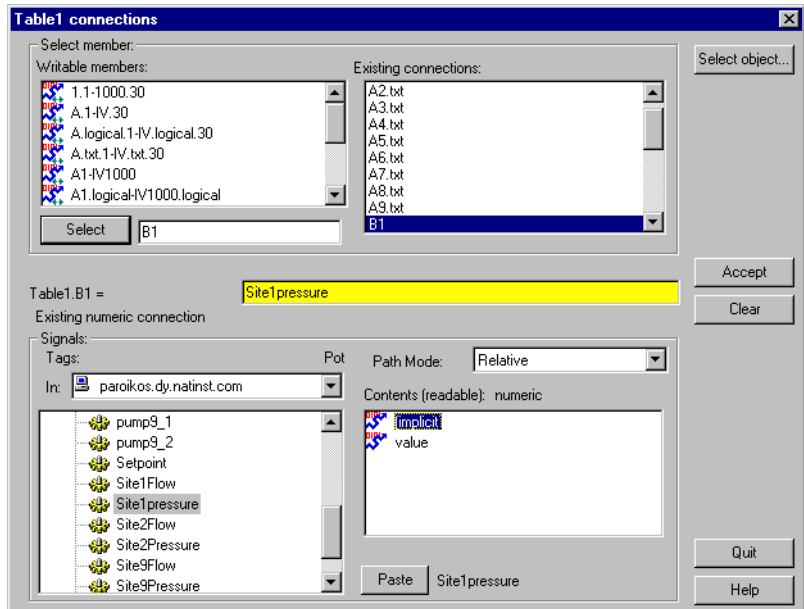 Table1 connections
Select member:
Writable members:
1.1-1000.30
A.1-IV.30
A.logical.1-IV.logical.30
A.txt.1-IV.txt.30
A1-IV1000
A1.logical-IV1000.logical
Select
B1
Existing connections:
A2.txt
A3.txt
A4.txt
A5.txt
A6.txt
A7.txt
A8.txt
A9.txt
B1
Select object...
Accept
Clear
Table1.B1 =
Site1pressure
Existing numeric connection
Signals:
Tags:
Pot
In:
paroikos.dy.natinst.com
pump9_1
pump9_2
Setpoint
Site1Flow
Site1pressure
Site2Flow
Site2Pressure
Site9Flow
Site9Pressure
Path Mode:
Relative
Contents (readable): numeric
implicit
value
Paste
Site1pressure
Quit
Help